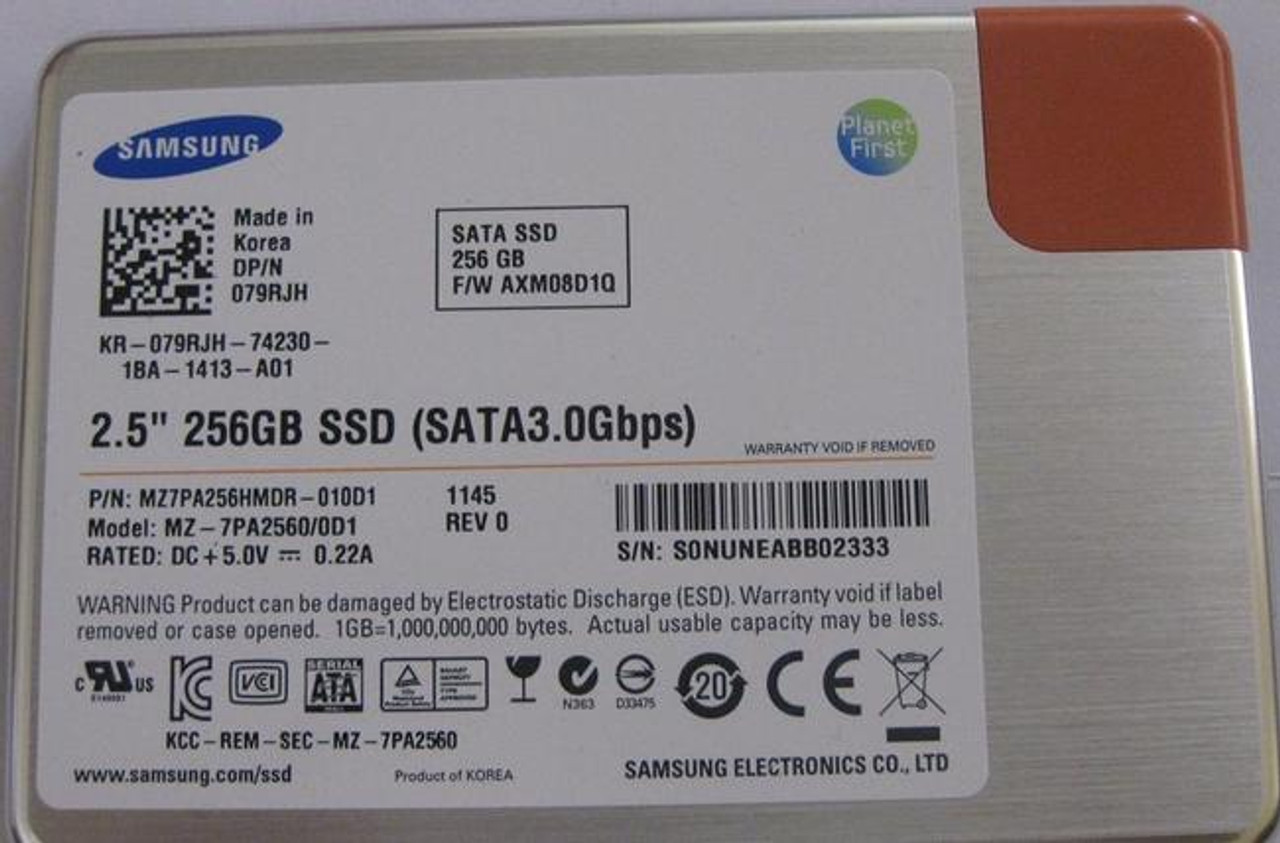 SAMSUNG
Planet
First
Made in
Korea
DP/N
079RJH
SATA SSD
256 GB
F/W AXM08D1Q
KR-079RJH-74230-
1BA-1413-A01
2.5" 256GB SSD (SATA3.0Gbps)
WARRANTY VOID IF REMOVED
P/N: MZ7PA256HMDR-010D1
1145
Model: MZ-7PA2560/0D1
REV 0
RATED: DC+5.0V ⎓ 0.22A
S/N: S0NUNEABB02333
WARNING Product can be damaged by Electrostatic Discharge (ESD). Warranty void if label
removed or case opened. 1GB=1,000,000,000 bytes. Actual usable capacity may be less.
c RU US
KC
VCI
SERIAL
ATA
N363
D33475
20
CE
KCC-REM-SEC-MZ-7PA2560
www.samsung.com/ssd
Product of KOREA
SAMSUNG ELECTRONICS CO., LTD